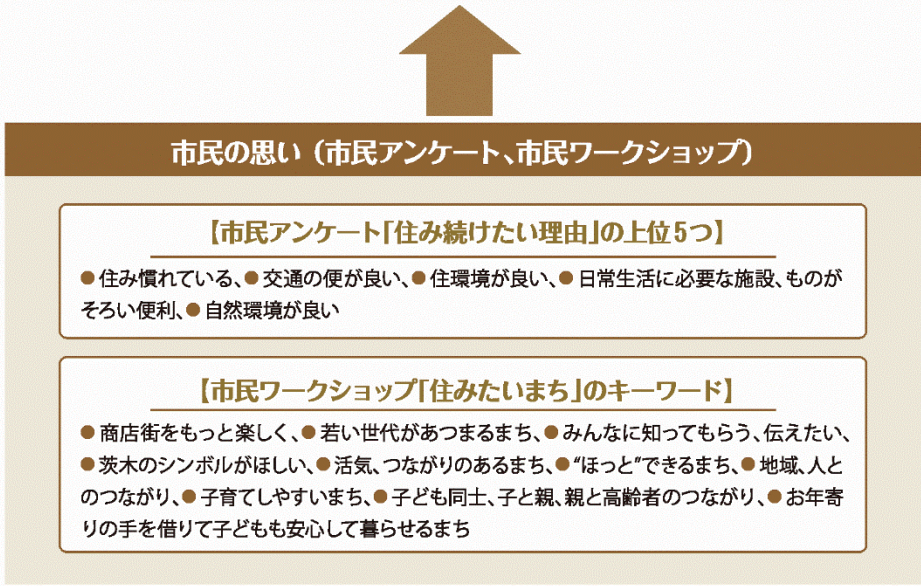 市民の思い（市民アンケート、市民ワークショップ）
【市民アンケート「住み続けたい理由」の上位5つ】
●住み慣れている、●交通の便が良い、●住環境が良い、●日常生活に必要な施設、ものが
そろい便利、●自然環境が良い
【市民ワークショップ「住みたいまち」のキーワード】
●商店街をもっと楽しく、●若い世代があつまるまち、●みんなに知ってもらう、伝えたい、
●茨木のシンボルがほしい、●活気、つながりのあるまち、●“ほっと”できるまち、●地域、人と
のつながり、●子育てしやすいまち、●子ども同士、子と親、親と高齢者のつながり、●お年寄
りの手を借りて子どもも安心して暮らせるまち